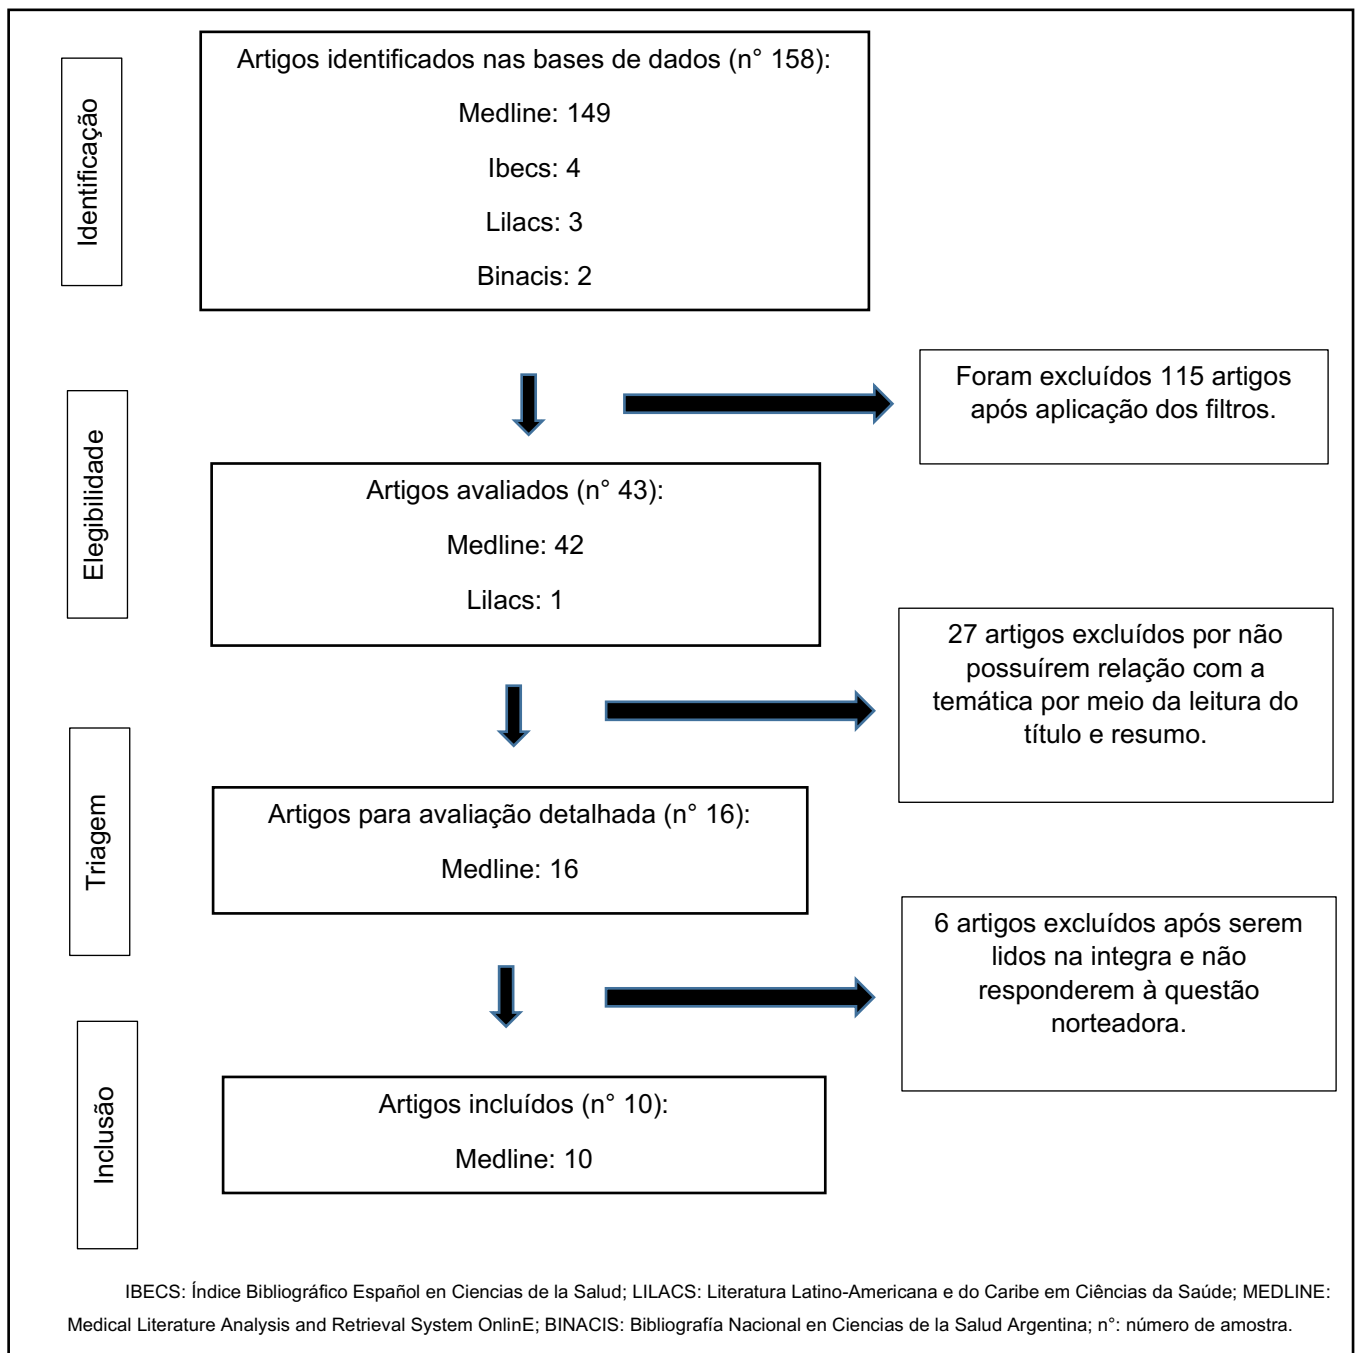 Identificação
Artigos identificados nas bases de dados (n° 158):
Medline: 149
Ibecs: 4
Lilacs: 3
Binacis: 2
Foram excluídos 115 artigos
após aplicação dos filtros.
Elegibilidade
Artigos avaliados (n° 43):
Medline: 42
Lilacs: 1
27 artigos excluídos por não
possuírem relação com a
temática por meio da leitura do
título e resumo.
Triagem
Artigos para avaliação detalhada (n° 16):
Medline: 16
6 artigos excluídos após serem
lidos na integra e não
responderem à questão
norteadora.
Inclusão
Artigos incluídos (n° 10):
Medline: 10
IBECS: Índice Bibliográfico Español en Ciencias de la Salud; LILACS: Literatura Latino-Americana e do Caribe em Ciências da Saúde; MEDLINE:
Medical Literature Analysis and Retrieval System OnlinE; BINACIS: Bibliografía Nacional en Ciencias de la Salud Argentina; n°: número de amostra.